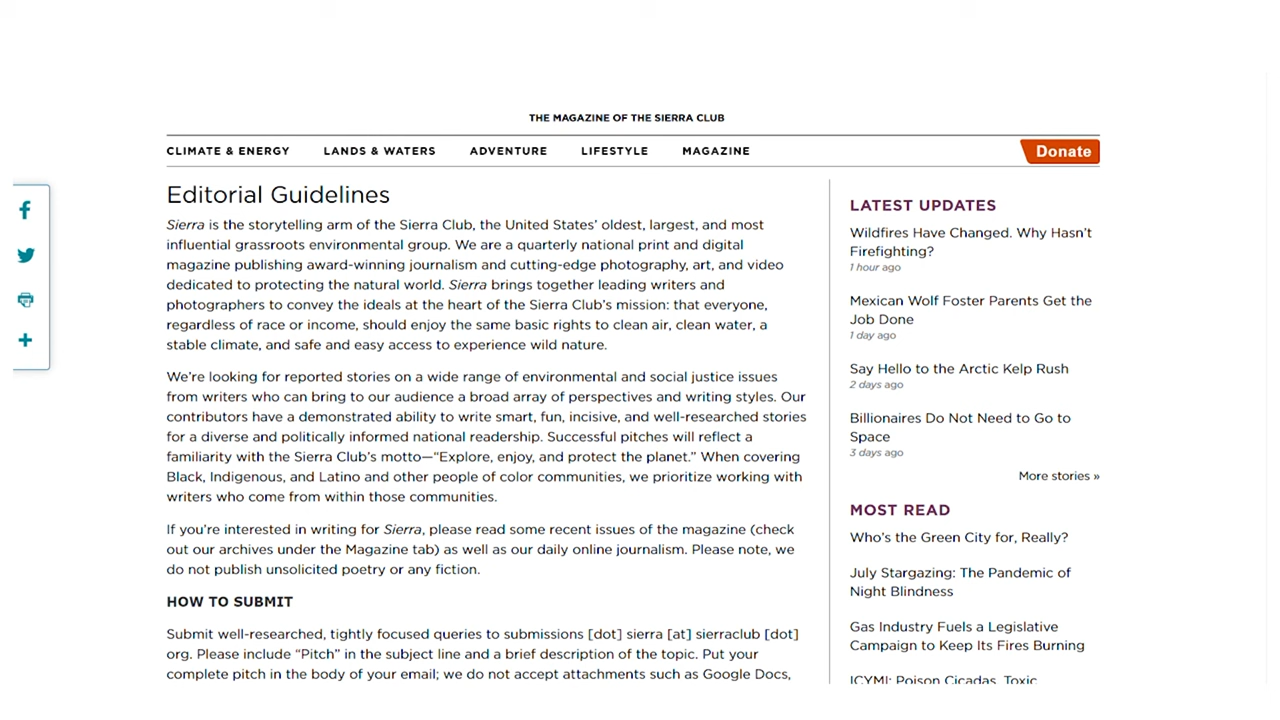 THE MAGAZINE OF THE SIERRA CLUB
CLIMATE & ENERGY LANDS & WATERS ADVENTURE LIFESTYLE MAGAZINE Donate
Editorial Guidelines
Sierra is the storytelling arm of the Sierra Club, the United States’ oldest, largest, and most
influential grassroots environmental group. We are a quarterly national print and digital
magazine publishing award-winning journalism and cutting-edge photography, art, and video
dedicated to protecting the natural world. Sierra brings together leading writers and
photographers to convey the ideals at the heart of the Sierra Club’s mission: that everyone,
regardless of race or income, should enjoy the same basic rights to clean air, clean water, a
stable climate, and safe and easy access to experience wild nature.
We’re looking for reported stories on a wide range of environmental and social justice issues
from writers who can bring to our audience a broad array of perspectives and writing styles. Our
contributors have a demonstrated ability to write smart, fun, incisive, and well-researched stories
for a diverse and politically informed national readership. Successful pitches will reflect a
familiarity with the Sierra Club’s motto—“Explore, enjoy, and protect the planet.” When covering
Black, Indigenous, and Latino and other people of color communities, we prioritize working with
writers who come from within those communities.
If you’re interested in writing for Sierra, please read some recent issues of the magazine (check
out our archives under the Magazine tab) as well as our daily online journalism. Please note, we
do not publish unsolicited poetry or any fiction.
HOW TO SUBMIT
Submit well-researched, tightly focused queries to submissions [dot] sierra [at] sierraclub [dot]
org. Please include “Pitch” in the subject line and a brief description of the topic. Put your
complete pitch in the body of your email; we do not accept attachments such as Google Docs,
LATEST UPDATES
Wildfires Have Changed. Why Hasn’t
Firefighting?
1 hour ago
Mexican Wolf Foster Parents Get the
Job Done
1 day ago
Say Hello to the Arctic Kelp Rush
2 days ago
Billionaires Do Not Need to Go to
Space
3 days ago
More stories »
MOST READ
Who’s the Green City for, Really?
July Stargazing: The Pandemic of
Night Blindness
Gas Industry Fuels a Legislative
Campaign to Keep Its Fires Burning
ICYMI: Poison Cicadas, Toxic